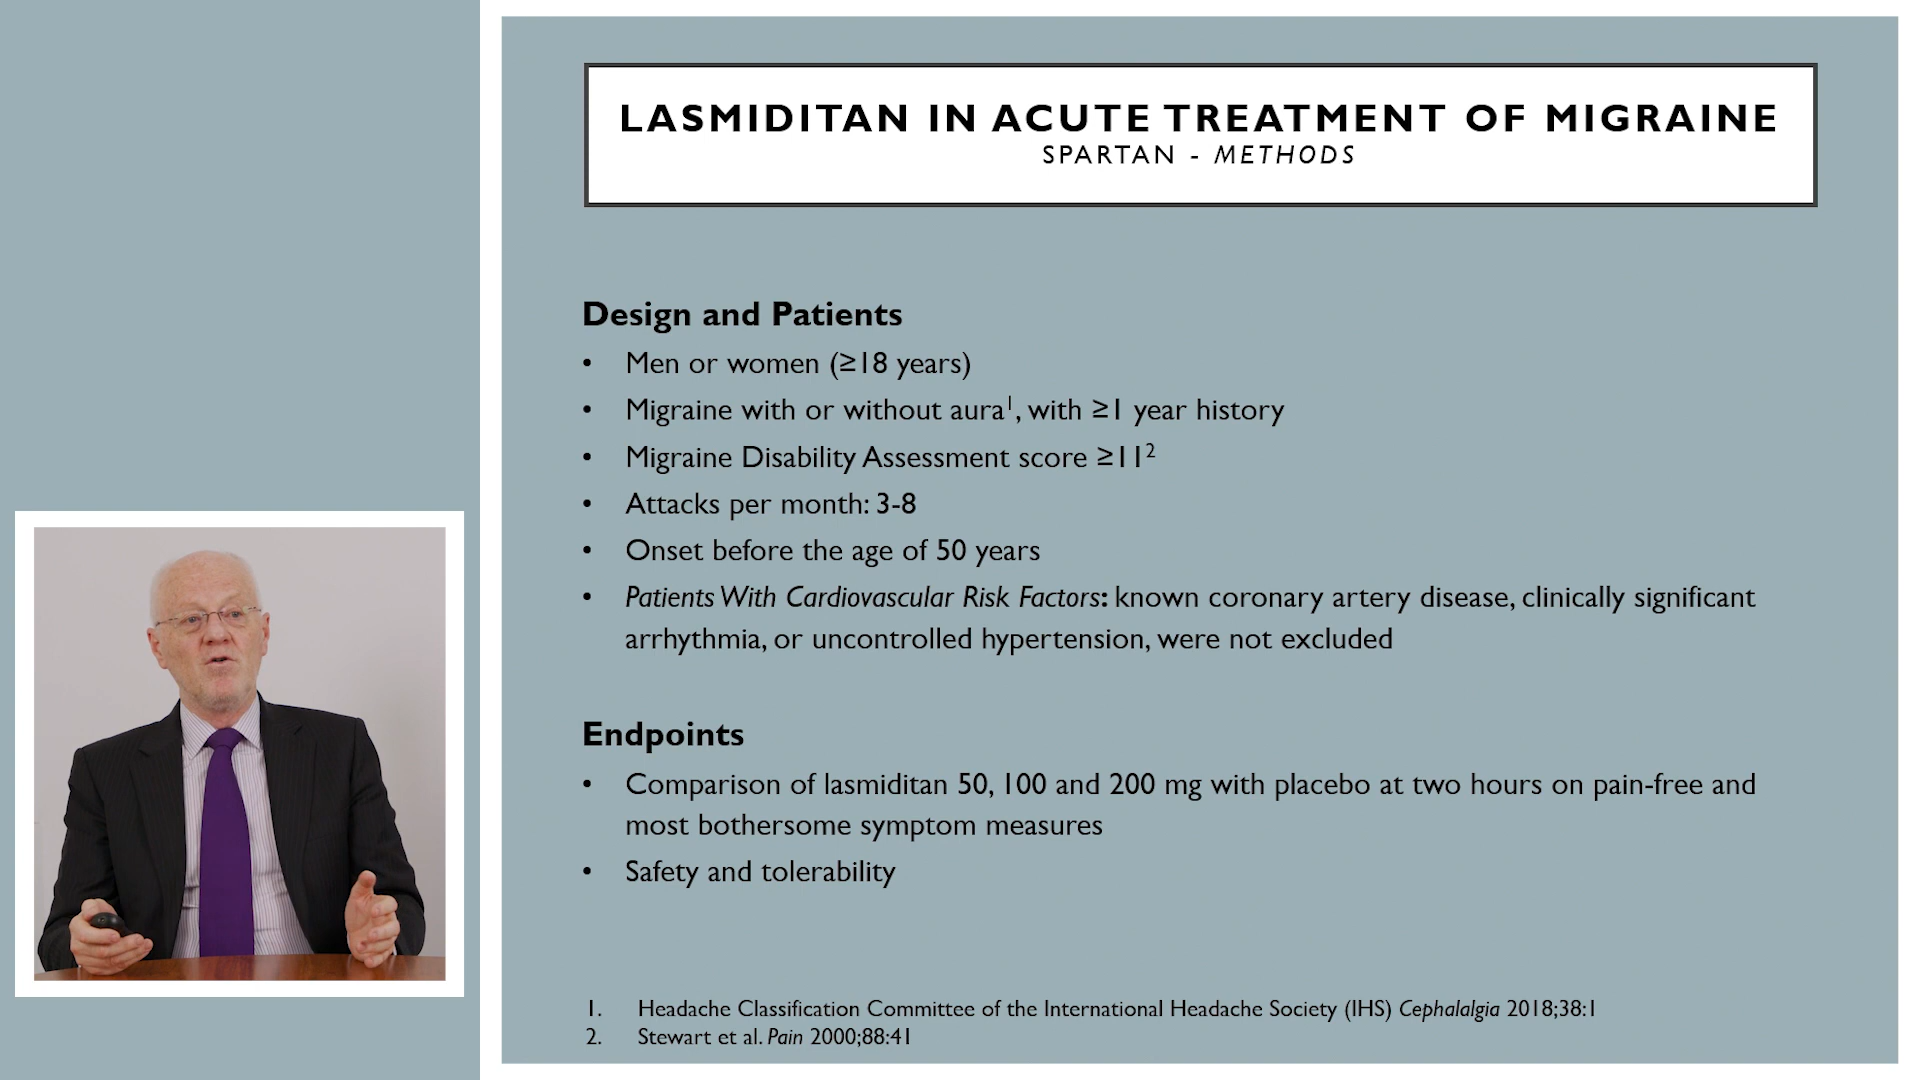 LASMIDITAN IN ACUTE TREATMENT OF MIGRAINE
SPARTAN - METHODS
Design and Patients
• Men or women (≥18 years)
• Migraine with or without aura¹, with ≥1 year history
• Migraine Disability Assessment score ≥11²
• Attacks per month: 3-8
• Onset before the age of 50 years
• Patients With Cardiovascular Risk Factors: known coronary artery disease, clinically significant
arrhythmia, or uncontrolled hypertension, were not excluded
Endpoints
• Comparison of lasmiditan 50, 100 and 200 mg with placebo at two hours on pain-free and
most bothersome symptom measures
• Safety and tolerability
1. Headache Classification Committee of the International Headache Society (IHS) Cephalalgia 2018;38:1
2. Stewart et al. Pain 2000;88:41